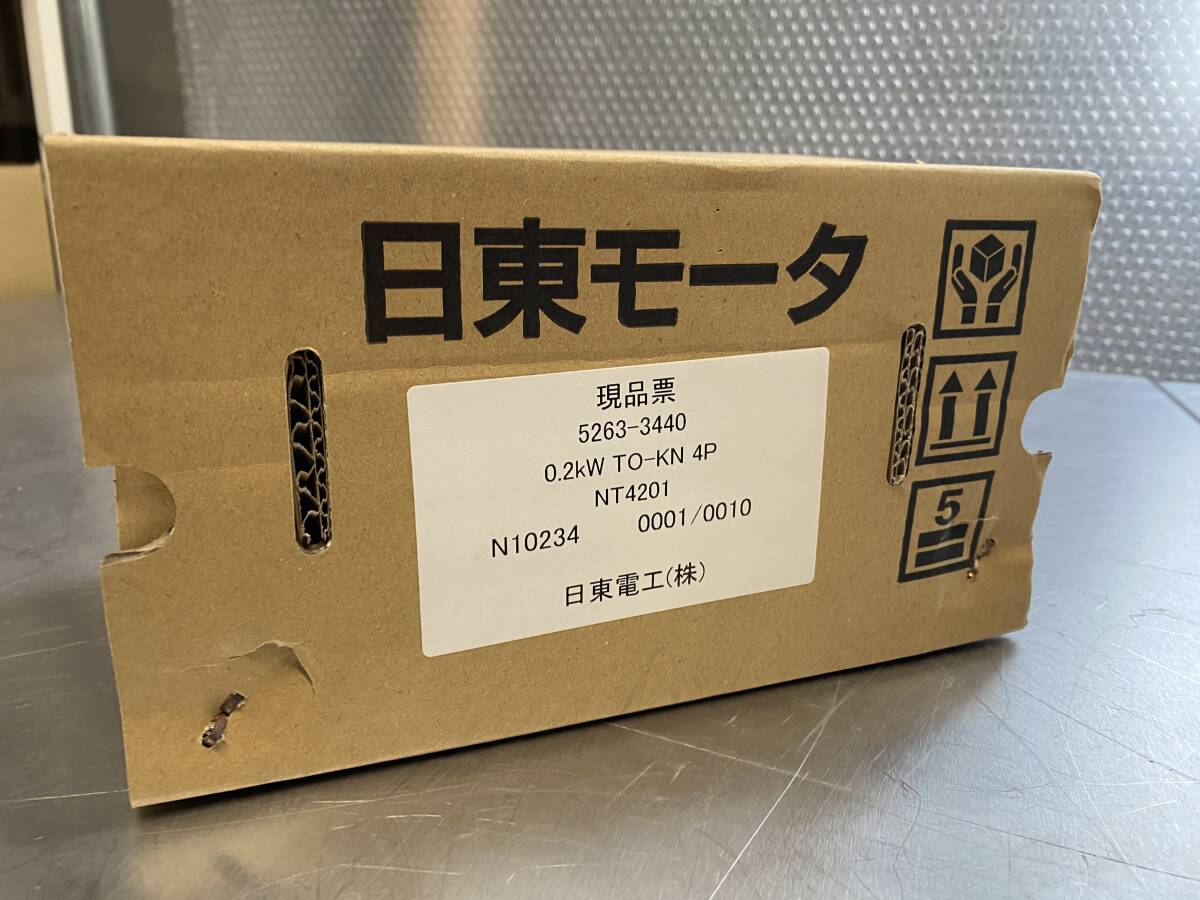 日東モータ
現品票
5263-3440
0.2kW TO-KN 4P
NT4201
N10234 0001/0010
日東電工(株)
5